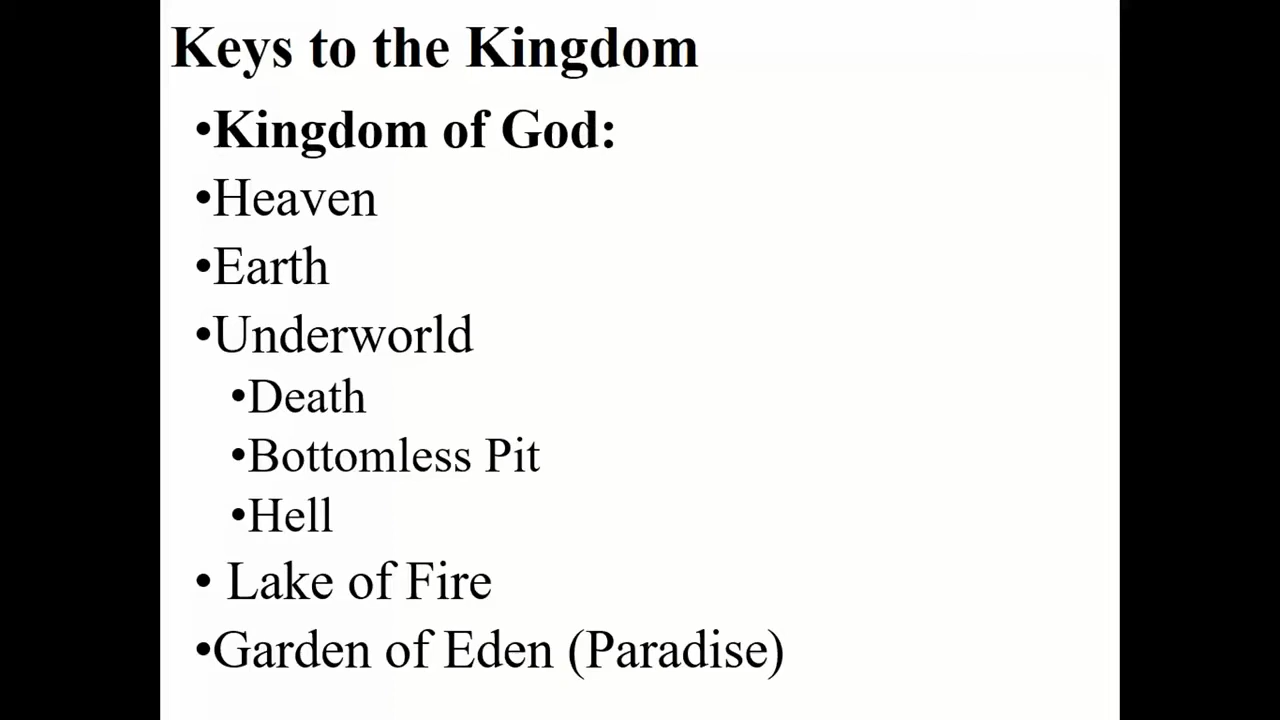 Keys to the Kingdom
•Kingdom of God:
•Heaven
•Earth
•Underworld
•Death
•Bottomless Pit
•Hell
• Lake of Fire
•Garden of Eden (Paradise)